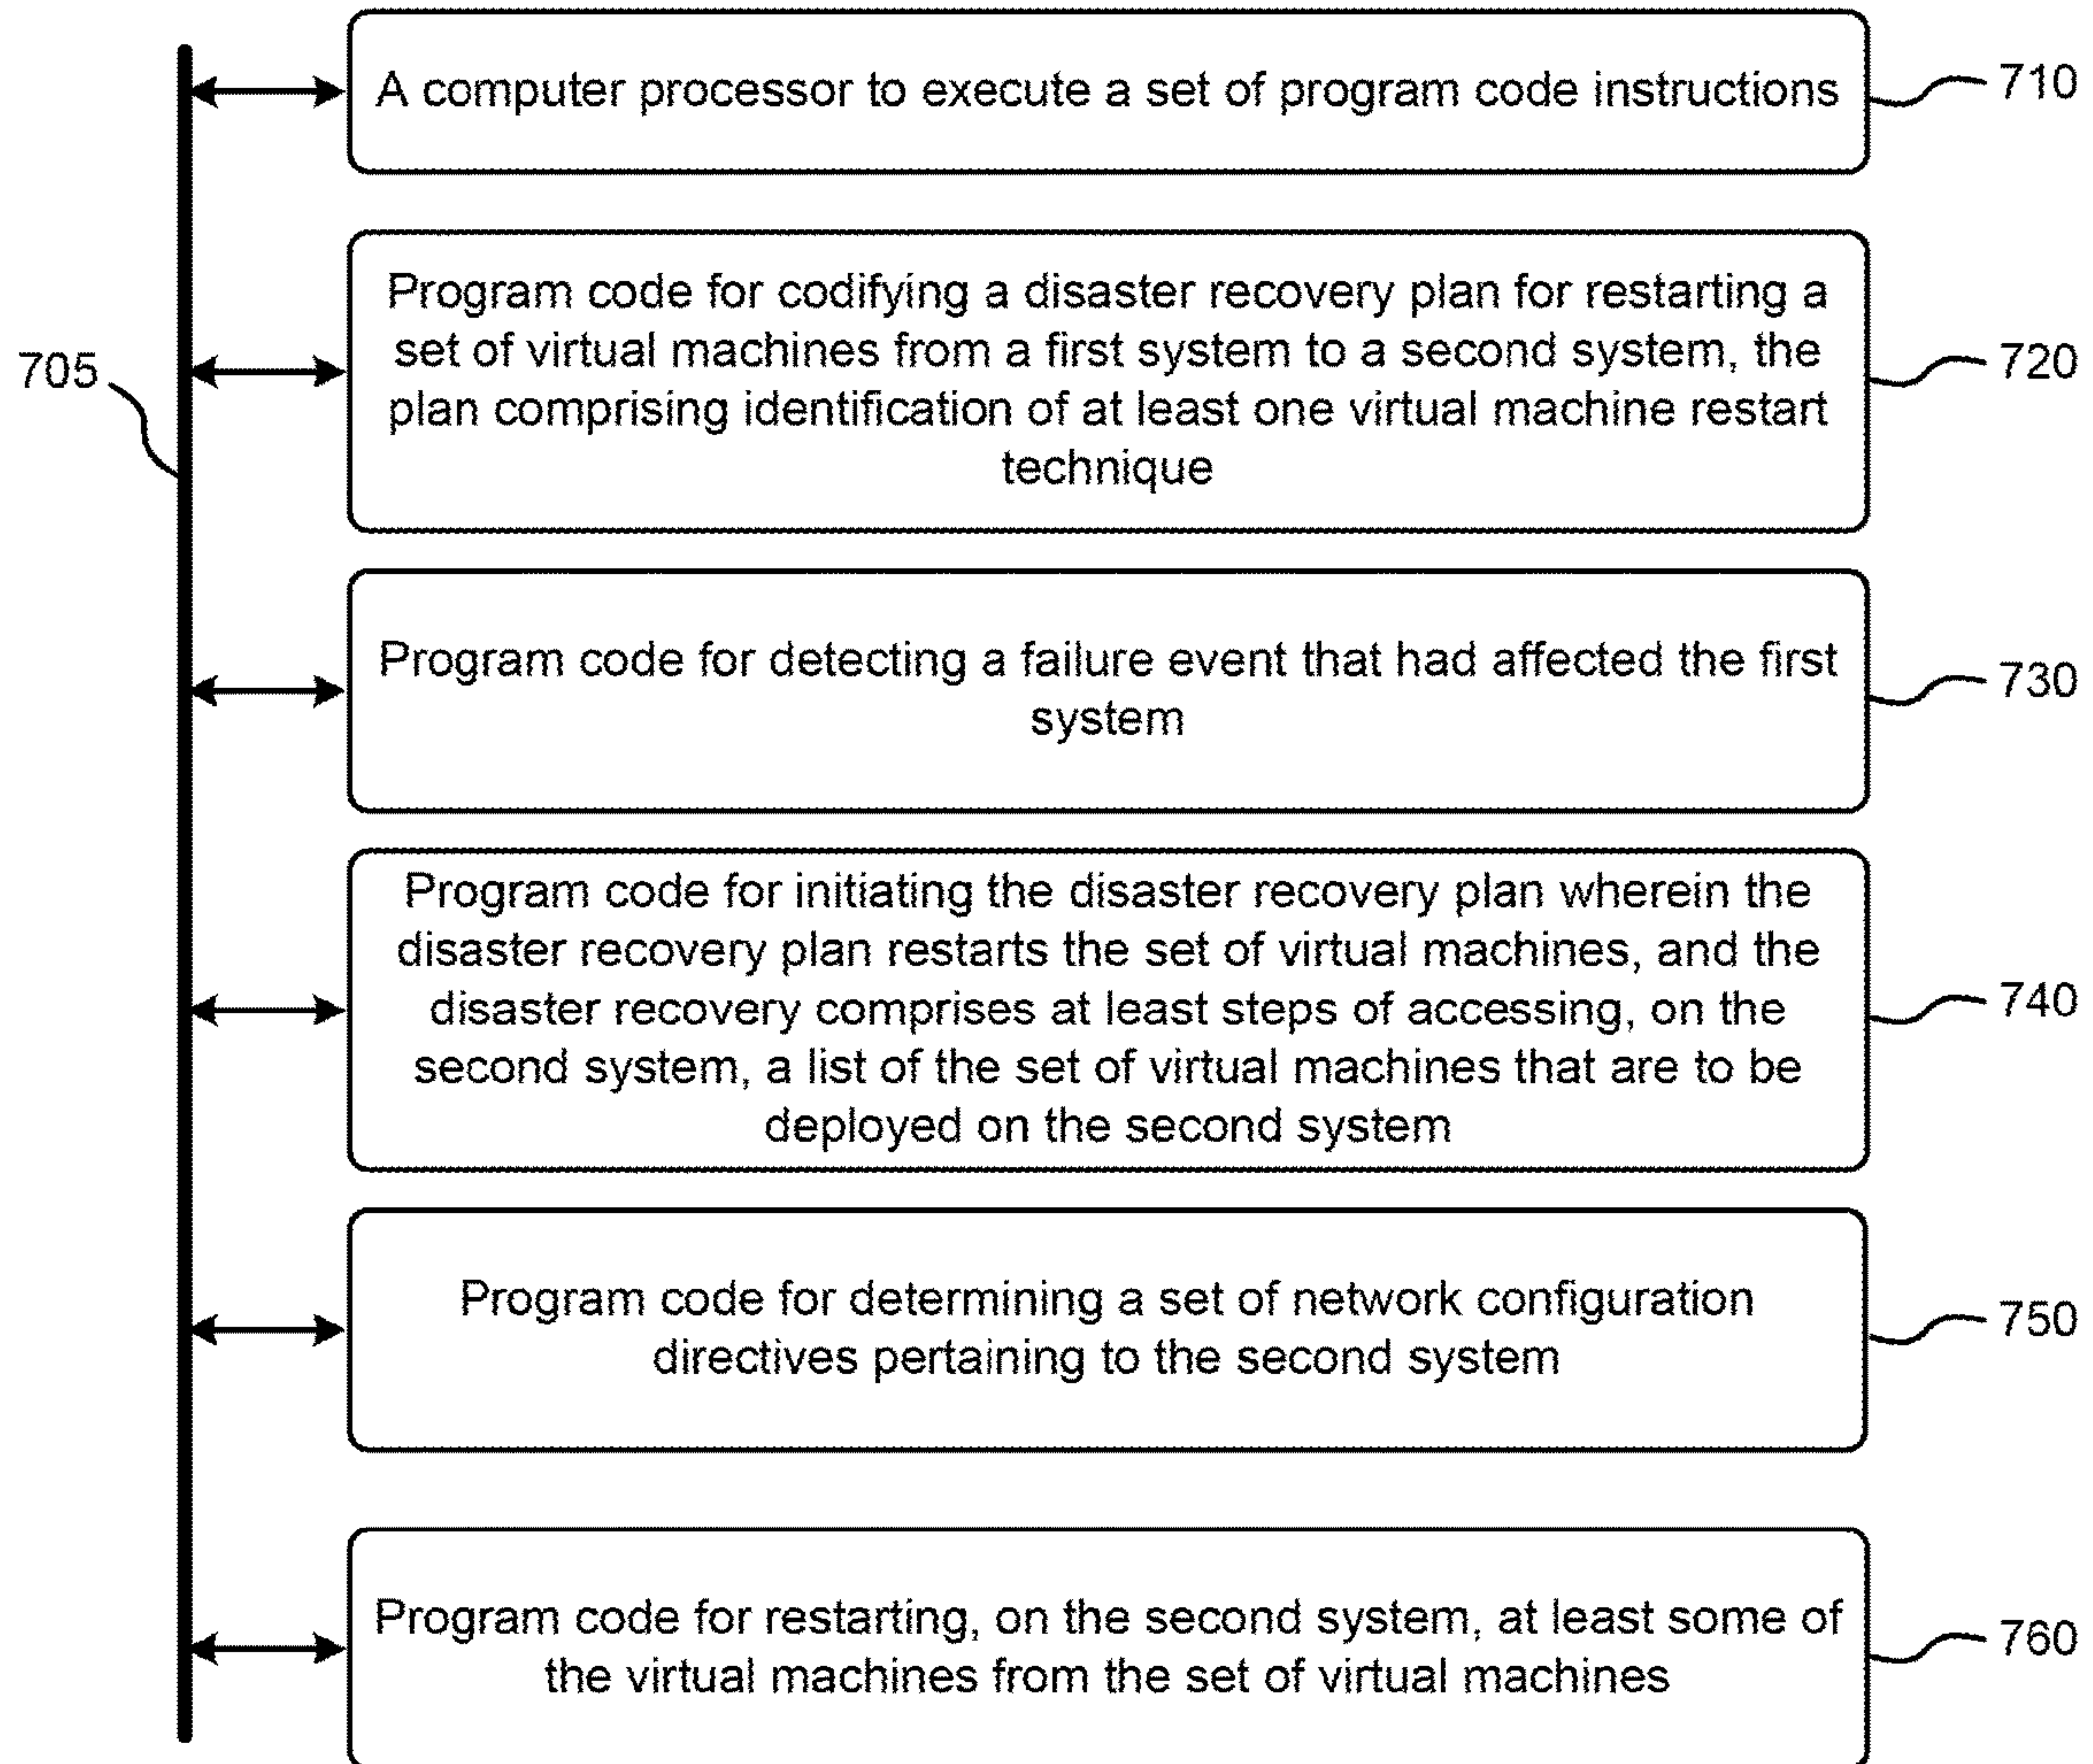 A computer processor to execute a set of program code instructions
710
Program code for codifying a disaster recovery plan for restarting a
set of virtual machines from a first system to a second system, the
plan comprising identification of at least one virtual machine restart
technique
720
705
Program code for detecting a failure event that had affected the first
system
730
Program code for initiating the disaster recovery plan wherein the
disaster recovery plan restarts the set of virtual machines, and the
disaster recovery comprises at least steps of accessing, on the
second system, a list of the set of virtual machines that are to be
deployed on the second system
740
Program code for determining a set of network configuration
directives pertaining to the second system
750
Program code for restarting, on the second system, at least some of
the virtual machines from the set of virtual machines
760